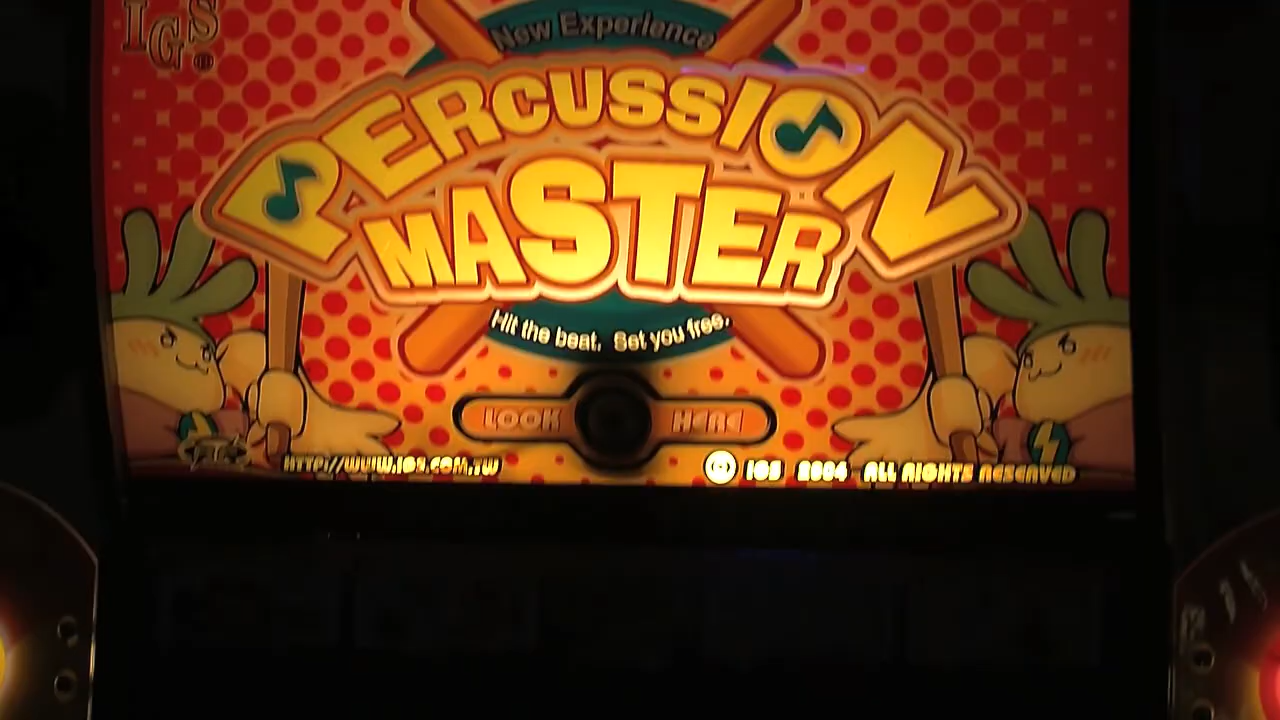 IGS
New Experience
PERCUSSION
MASTER
Hit the beat. Set you free.
LOOK HERE
HTTP://WWW.IGS.COM.TW
© IGS 2004 ALL RIGHTS RESERVED